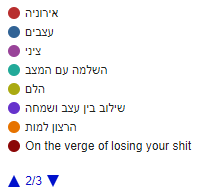 אירוניה
עצבים
ציני
השלמה עם המצב
הלם
שילוב בין עצב ושמחה
הרצון למות
On the verge of losing your shit
2/3